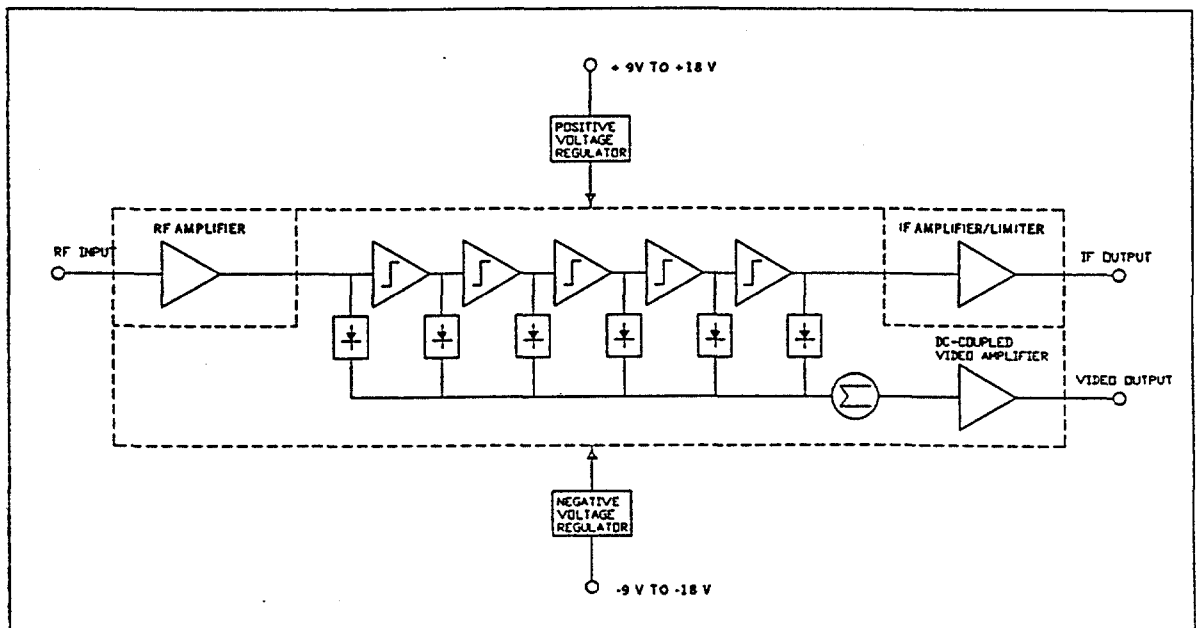 + 9V TO +18 V
POSITIVE
VOLTAGE
REGULATOR
RF AMPLIFIER
IF AMPLIFIER/LIMITER
RF INPUT
IF OUTPUT
DC-COUPLED
VIDEO AMPLIFIER
VIDEO OUTPUT
Σ
NEGATIVE
VOLTAGE
REGULATOR
-9 V TO -18 V